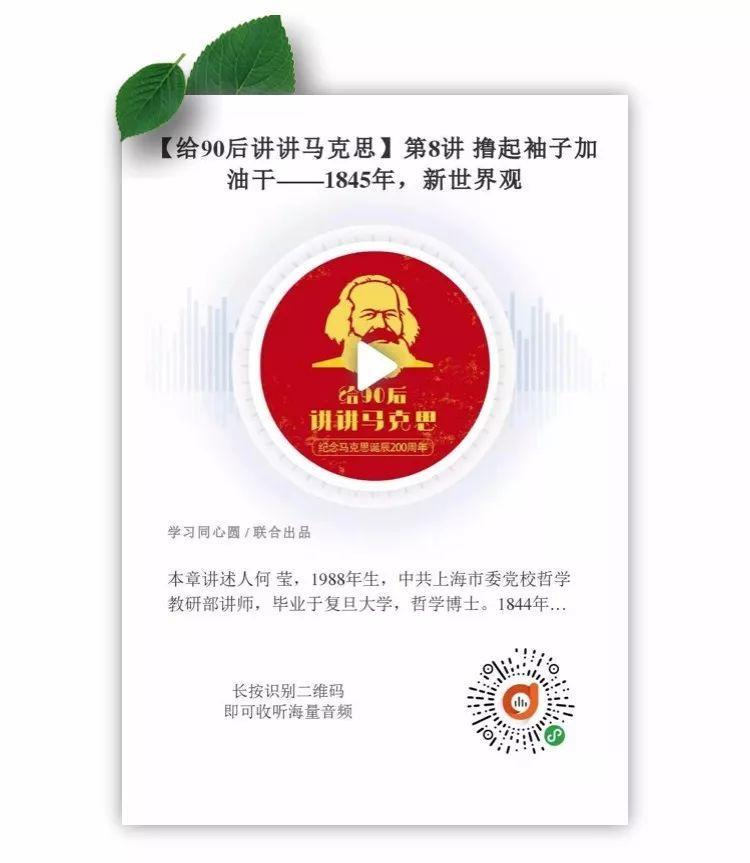 【给90后讲讲马克思】第8讲 撸起袖子加
油干——1845年，新世界观
给90后
讲讲马克思
纪念马克思诞辰200周年
学习同心圆 / 联合出品
本章讲述人何 莹，1988年生，中共上海市委党校哲学
教研部讲师，毕业于复旦大学，哲学博士。1844年...
长按识别二维码
即可收听海量音频